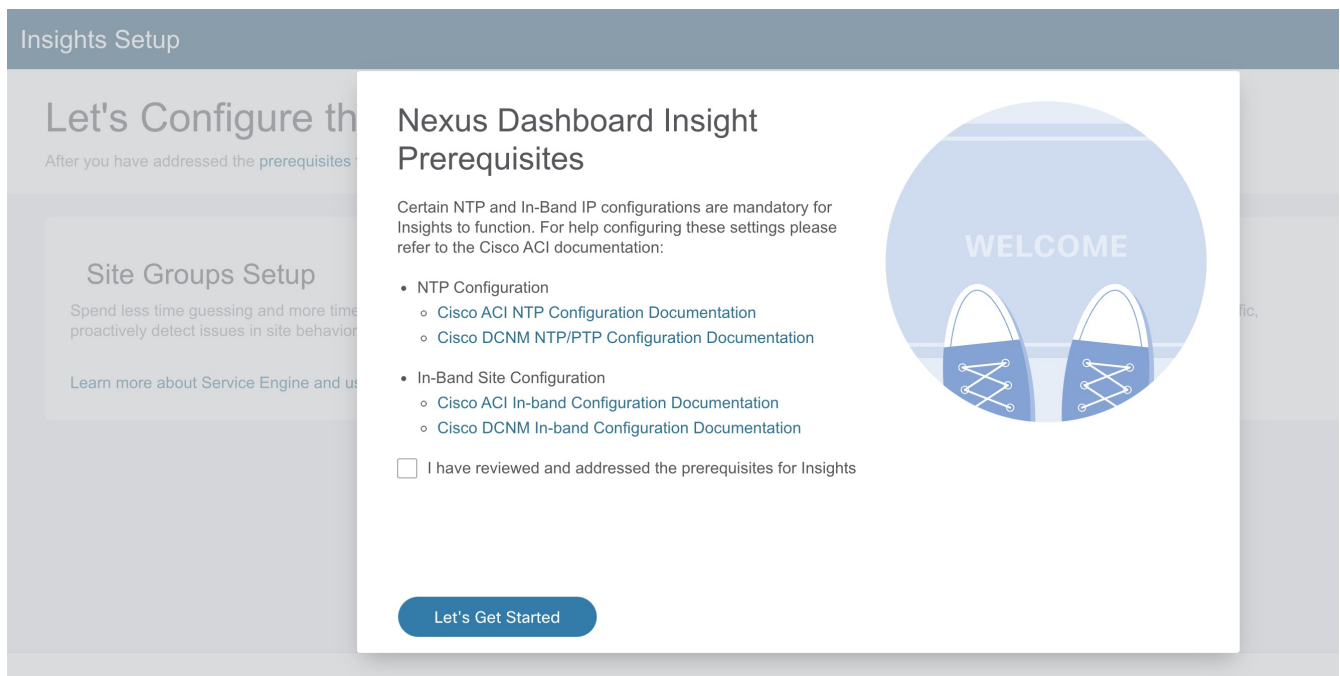 Insights Setup
Let's Configure th
After you have addressed the prerequisites
Site Groups Setup
Spend less time guessing and more time
proactively detect issues in site behavior
Learn more about Service Engine and us
fic,
Nexus Dashboard Insight
Prerequisites
Certain NTP and In-Band IP configurations are mandatory for
Insights to function. For help configuring these settings please
refer to the Cisco ACI documentation:
• NTP Configuration
◦ Cisco ACI NTP Configuration Documentation
◦ Cisco DCNM NTP/PTP Configuration Documentation
• In-Band Site Configuration
◦ Cisco ACI In-band Configuration Documentation
◦ Cisco DCNM In-band Configuration Documentation
I have reviewed and addressed the prerequisites for Insights
Let's Get Started
WELCOME